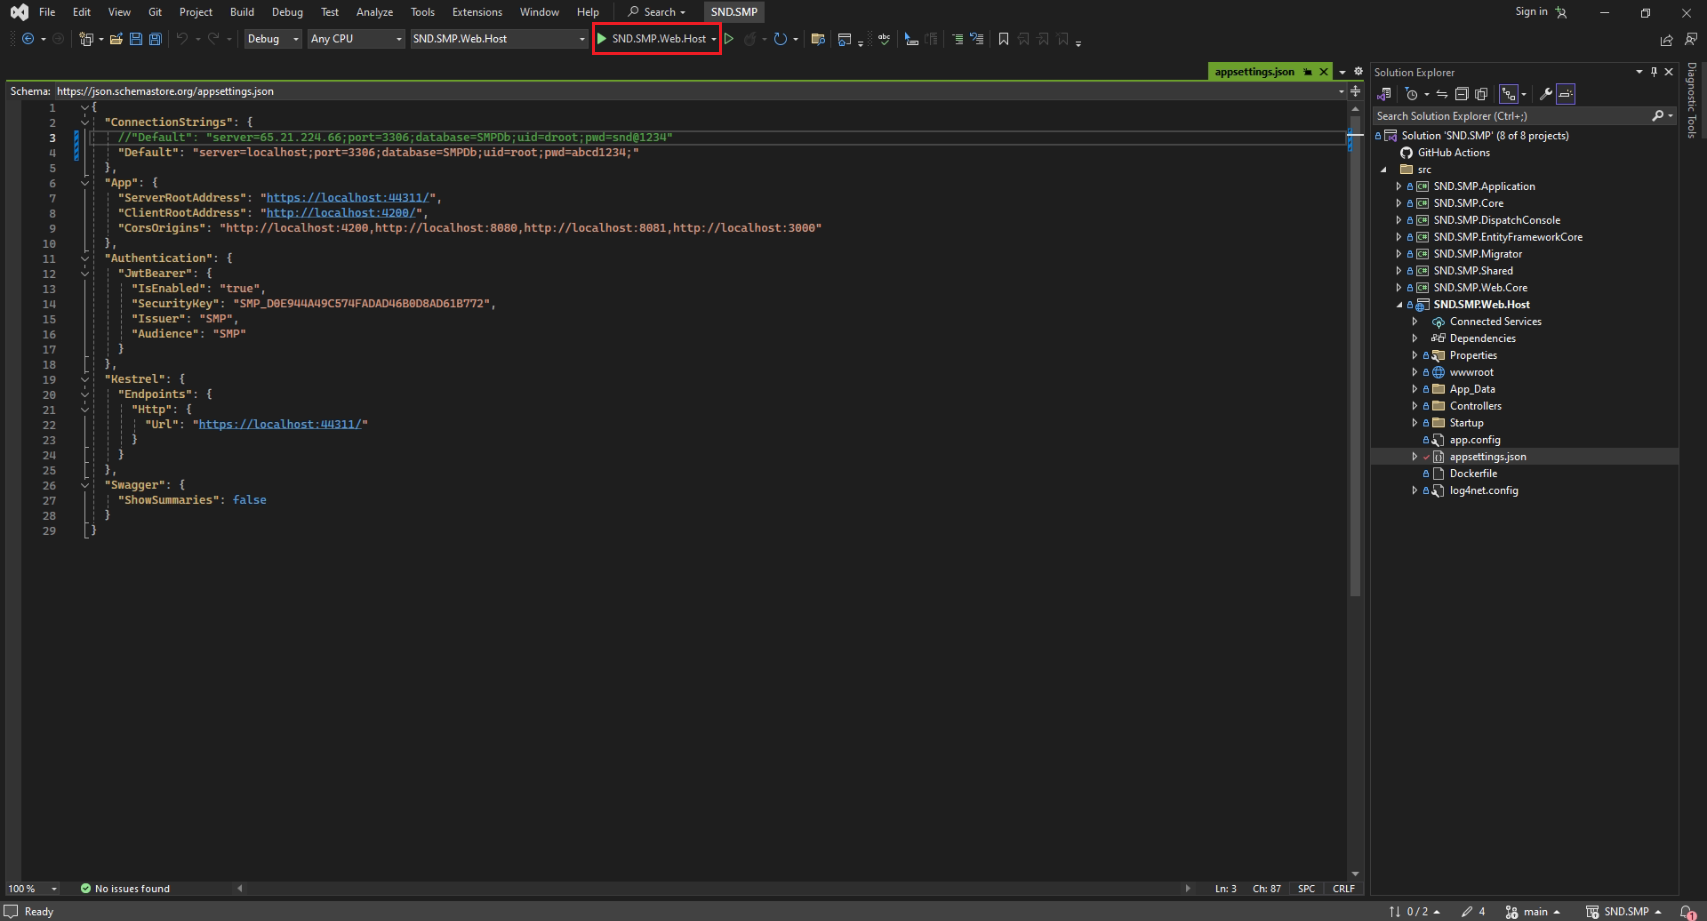 File Edit View Git Project Build Debug Test Analyze Tools Extensions Window Help Search SND.SMP Sign in
Debug Any CPU SND.SMP.Web.Host SND.SMP.Web.Host
appsettings.json
Schema: https://json.schemastore.org/appsettings.json
1 {
2 "ConnectionStrings": {
3 //"Default": "server=65.21.224.66;port=3306;database=SMPDb;uid=droot;pwd=snd@1234"
4 "Default": "server=localhost;port=3306;database=SMPDb;uid=root;pwd=abcd1234;"
5 },
6 "App": {
7 "ServerRootAddress": "https://localhost:44311/",
8 "ClientRootAddress": "http://localhost:4200/",
9 "CorsOrigins": "http://localhost:4200,http://localhost:8080,http://localhost:8081,http://localhost:3000"
10 },
11 "Authentication": {
12 "JwtBearer": {
13 "IsEnabled": "true",
14 "SecurityKey": "SMP_D0E944A49C574FADAD46B0D8AD61B772",
15 "Issuer": "SMP",
16 "Audience": "SMP"
17 }
18 },
19 "Kestrel": {
20 "Endpoints": {
21 "Http": {
22 "Url": "https://localhost:44311/"
23 }
24 }
25 },
26 "Swagger": {
27 "ShowSummaries": false
28 }
29 }
Solution Explorer
Search Solution Explorer (Ctrl+;)
Solution 'SND.SMP' (8 of 8 projects)
GitHub Actions
src
SND.SMP.Application
SND.SMP.Core
SND.SMP.DispatchConsole
SND.SMP.EntityFrameworkCore
SND.SMP.Migrator
SND.SMP.Shared
SND.SMP.Web.Core
SND.SMP.Web.Host
Connected Services
Dependencies
Properties
wwwroot
App_Data
Controllers
Startup
app.config
appsettings.json
Dockerfile
log4net.config
Diagnostic Tools
100 % No issues found Ln: 3 Ch: 87 SPC CRLF
Ready 0 / 2 4 main SND.SMP 1